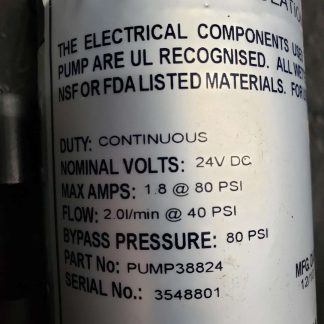 THE ELECTRICAL COMPONENTS
PUMP ARE UL RECOGNISED. ALL
NSF OR FDA LISTED MATERIALS.
DUTY: CONTINUOUS
NOMINAL VOLTS: 24V DC
MAX AMPS: 1.8 @ 80 PSI
FLOW: 2.0l/min @ 40 PSI
BYPASS PRESSURE: 80 PSI
PART No: PUMP38824
MFG.
SERIAL No.: 3548801